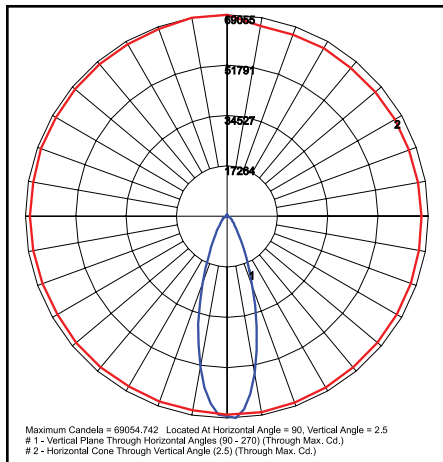 69055
51791
34527
2
17264
1
Maximum Candela = 69054.742 Located At Horizontal Angle = 90, Vertical Angle = 2.5
# 1 - Vertical Plane Through Horizontal Angles (90 - 270) (Through Max. Cd.)
# 2 - Horizontal Cone Through Vertical Angle (2.5) (Through Max. Cd.)